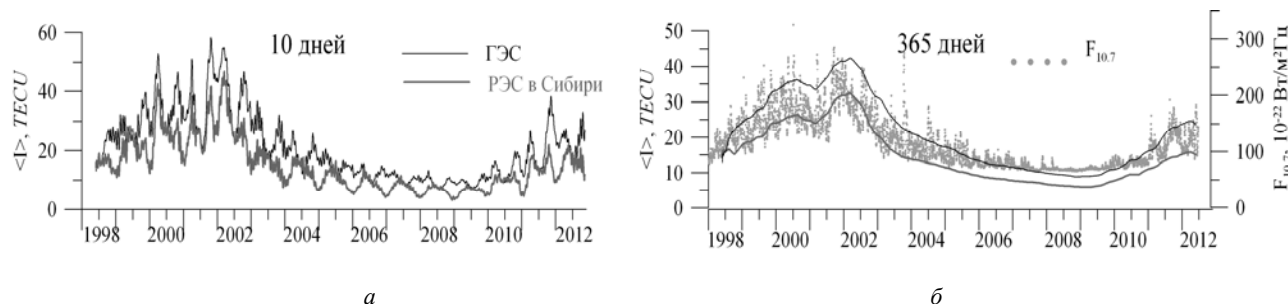 <I>, TECU
60
40
20
0
10 дней
ГЭС
РЭС в Сибири
1998 2000 2002 2004 2006 2008 2010 2012
а
<I>, TECU
50
40
30
20
10
0
365 дней
F10.7
300
200
100
0
F10.7, 10-22 Вт/м2Гц
1998 2000 2002 2004 2006 2008 2010 2012
б